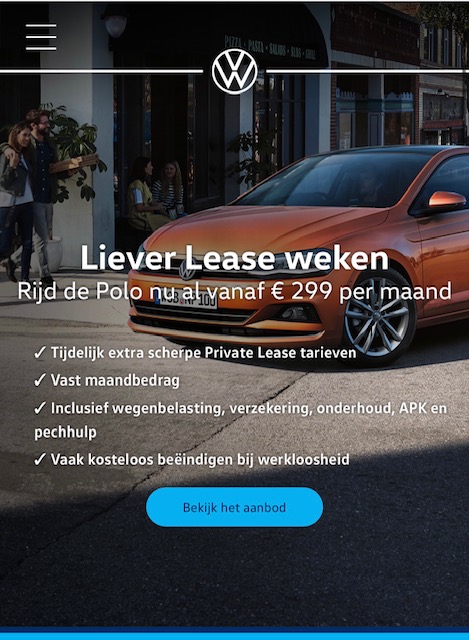 PIZZA • PASTA • SALADS • SUBS • GRILL
Liever Lease weken
Rijd de Polo nu al vanaf € 299 per maand
✓ Tijdelijk extra scherpe Private Lease tarieven
✓ Vast maandbedrag
✓ Inclusief wegenbelasting, verzekering, onderhoud, APK en
pechhulp
✓ Vaak kosteloos beëindigen bij werkloosheid
Bekijk het aanbod